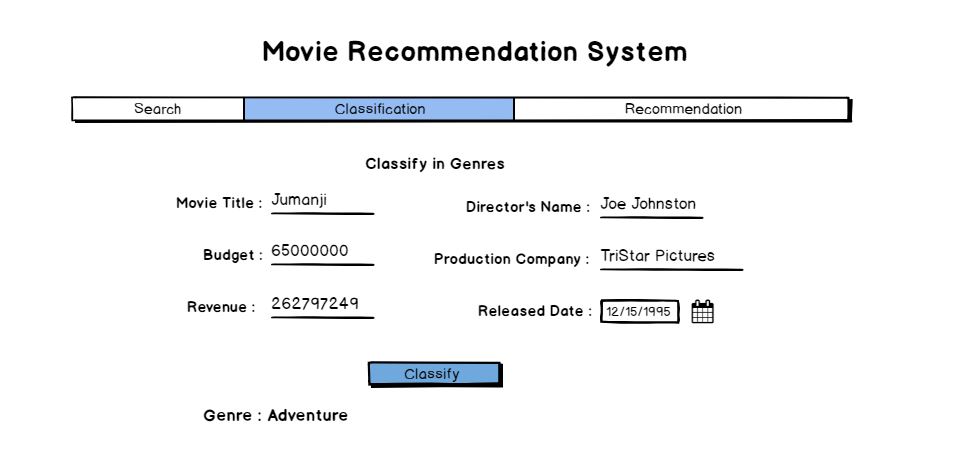 Movie Recommendation System
Search Classification Recommendation
Classify in Genres
Movie Title : Jumanji
Director's Name : Joe Johnston
Budget : 65000000
Production Company : TriStar Pictures
Revenue : 262797249
Released Date : 12/15/1995
Classify
Genre : Adventure